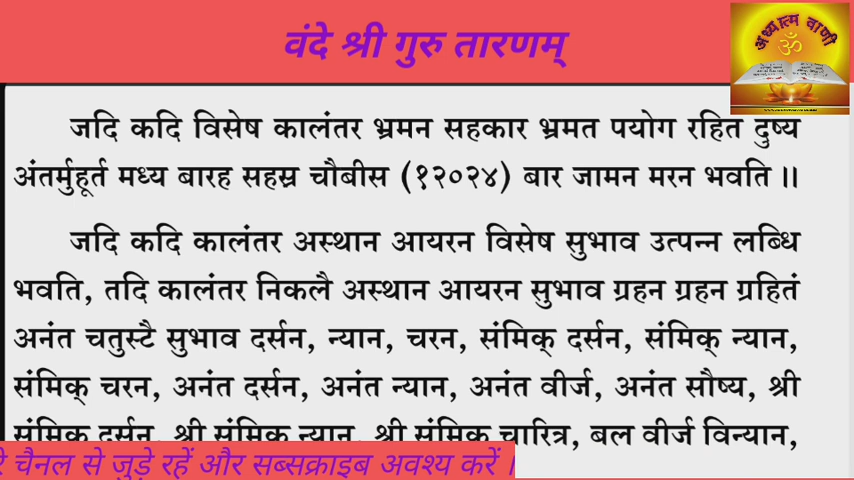 वंदे श्री गुरु तारणम्
अध्यात्म वाणी
ॐ
जदि कदि विसेष कालंतर भ्रमन सहकार भ्रमत पयोग रहित दुष्य
अंतर्मुहूर्त मध्य बारह सहस्र चौबीस (१२०२४) बार जामन मरन भवति ॥
जदि कदि कालंतर अस्थान आयरन विसेष सुभाव उत्पन्न लब्धि
भवति, तदि कालंतर निकलै अस्थान आयरन सुभाव ग्रहन ग्रहन ग्रहितं
अनंत चतुस्टै सुभाव दर्सन, न्यान, चरन, संमिक् दर्सन, संमिक् न्यान,
संमिक् चरन, अनंत दर्सन, अनंत न्यान, अनंत वीर्ज, अनंत सौष्य, श्री
संमिक् दर्सन, श्री संमिक् न्यान, श्री संमिक् चारित्र, बल वीर्ज विन्यान,
चैनल से जुड़े रहें और सब्सक्राइब अवश्य करें ।